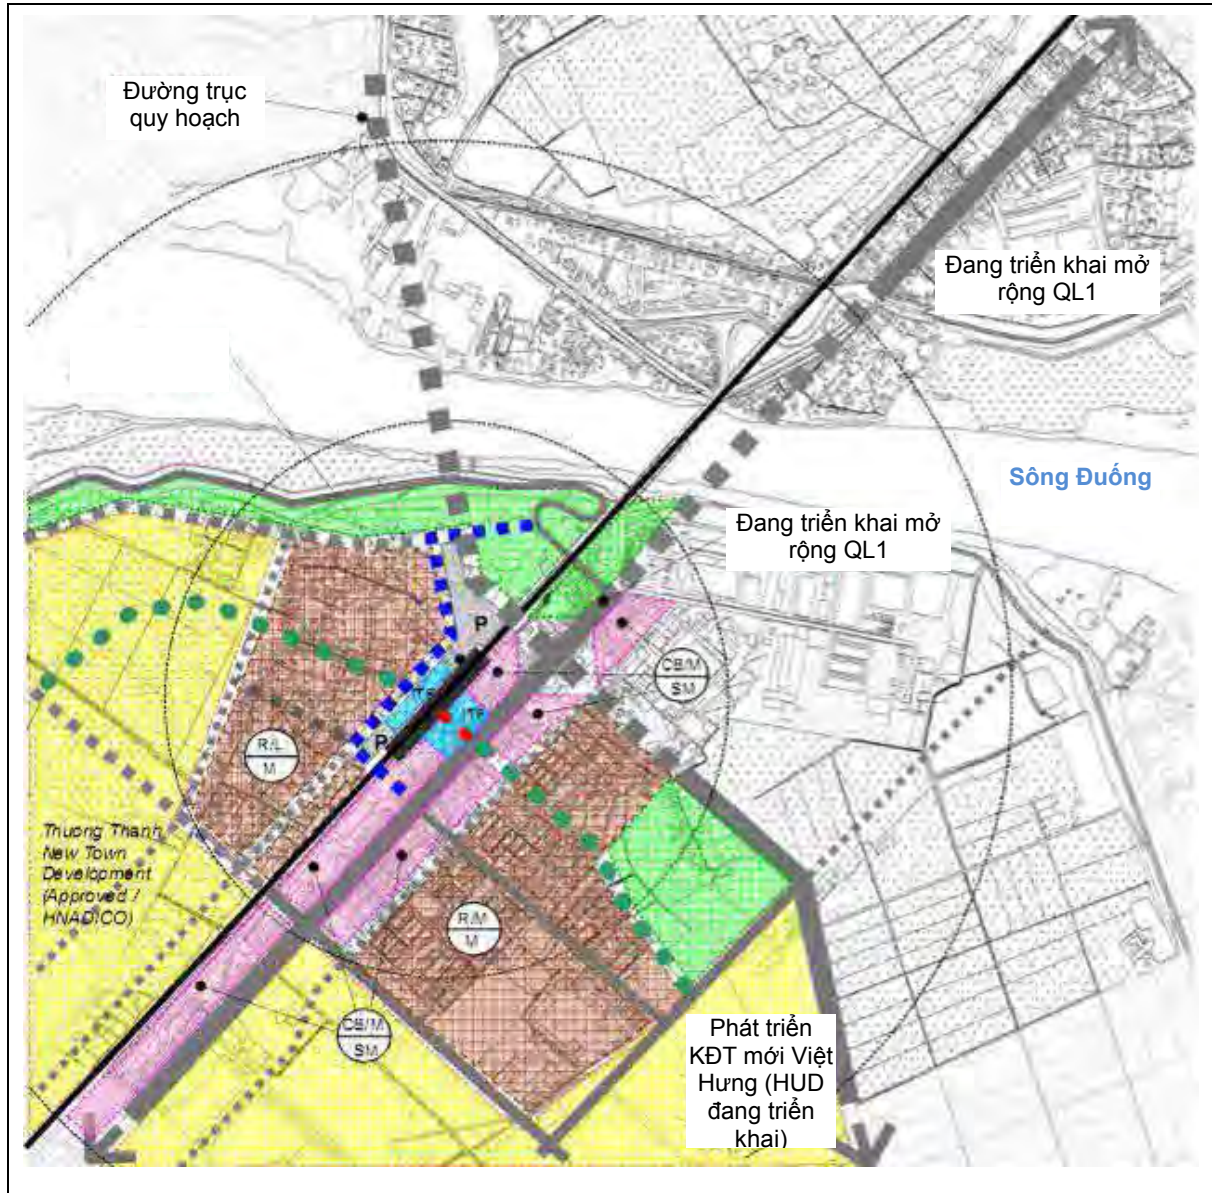 Đường trục
quy hoạch
Đang triển khai mở
rộng QL1
Sông Đuống
Đang triển khai mở
rộng QL1
P
CB/M
SM
ITF
P
R/L
M
Thuong Thanh
New Town
Development
(Approved /
HNADICO)
R/M
M
CB/M
SM
Phát triển
KĐT mới Việt
Hưng (HUD
đang triển
khai)